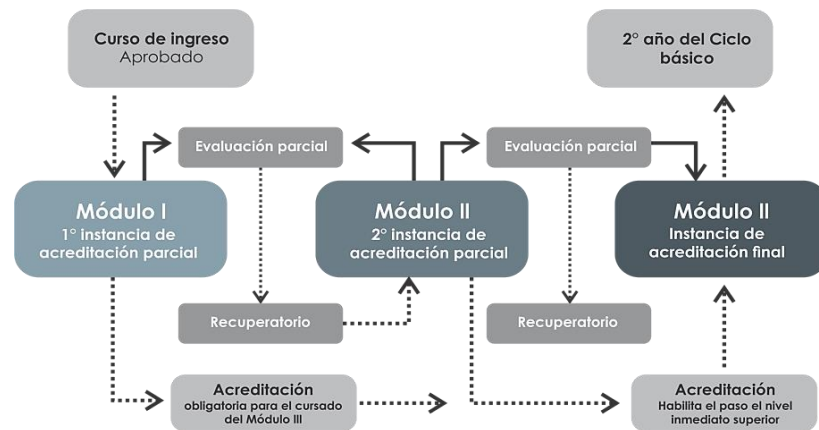 Curso de ingreso
Aprobado
2° año del Ciclo
básico
Evaluación parcial
Evaluación parcial
Módulo I
1° instancia de
acreditación parcial
Módulo II
2° instancia de
acreditación parcial
Módulo II
Instancia de
acreditación final
Recuperatorio
Recuperatorio
Acreditación
obligatoria para el cursado
del Módulo III
Acreditación
Habilita el paso el nivel
inmediato superior